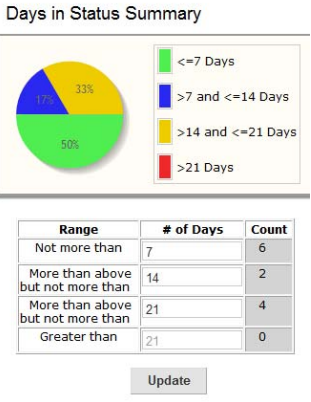 Days in Status Summary
33%
17%
50%
<=7 Days
>7 and <=14 Days
>14 and <=21 Days
>21 Days
Range # of Days Count
Not more than 7 6
More than above
but not more than 14 2
More than above
but not more than 21 4
Greater than 21 0
Update